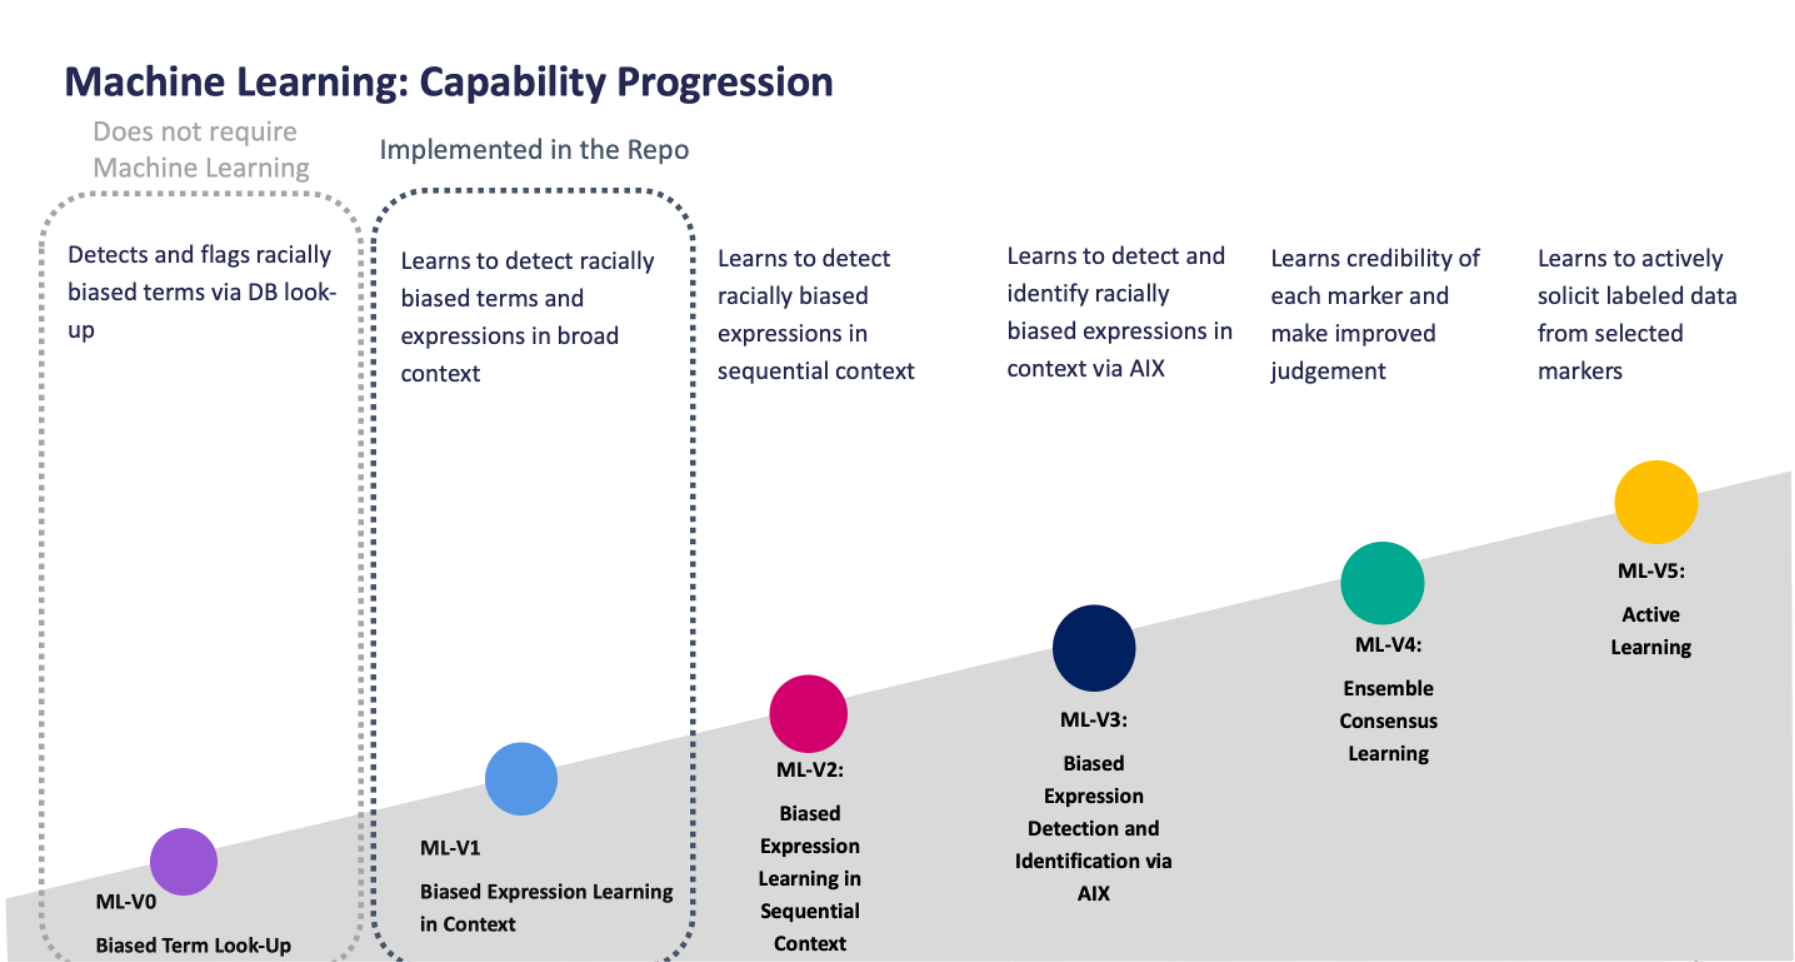 Machine Learning: Capability Progression
Does not require
Machine Learning
Implemented in the Repo
Detects and flags racially
biased terms via DB look-
up
Learns to detect racially
biased terms and
expressions in broad
context
Learns to detect
racially biased
expressions in
sequential context
Learns to detect and
identify racially
biased expressions in
context via AIX
Learns credibility of
each marker and
make improved
judgement
Learns to actively
solicit labeled data
from selected
markers
ML-V0
Biased Term Look-Up
ML-V1
Biased Expression Learning
in Context
ML-V2:
Biased
Expression
Learning in
Sequential
Context
ML-V3:
Biased
Expression
Detection and
Identification via
AIX
ML-V4:
Ensemble
Consensus
Learning
ML-V5:
Active
Learning